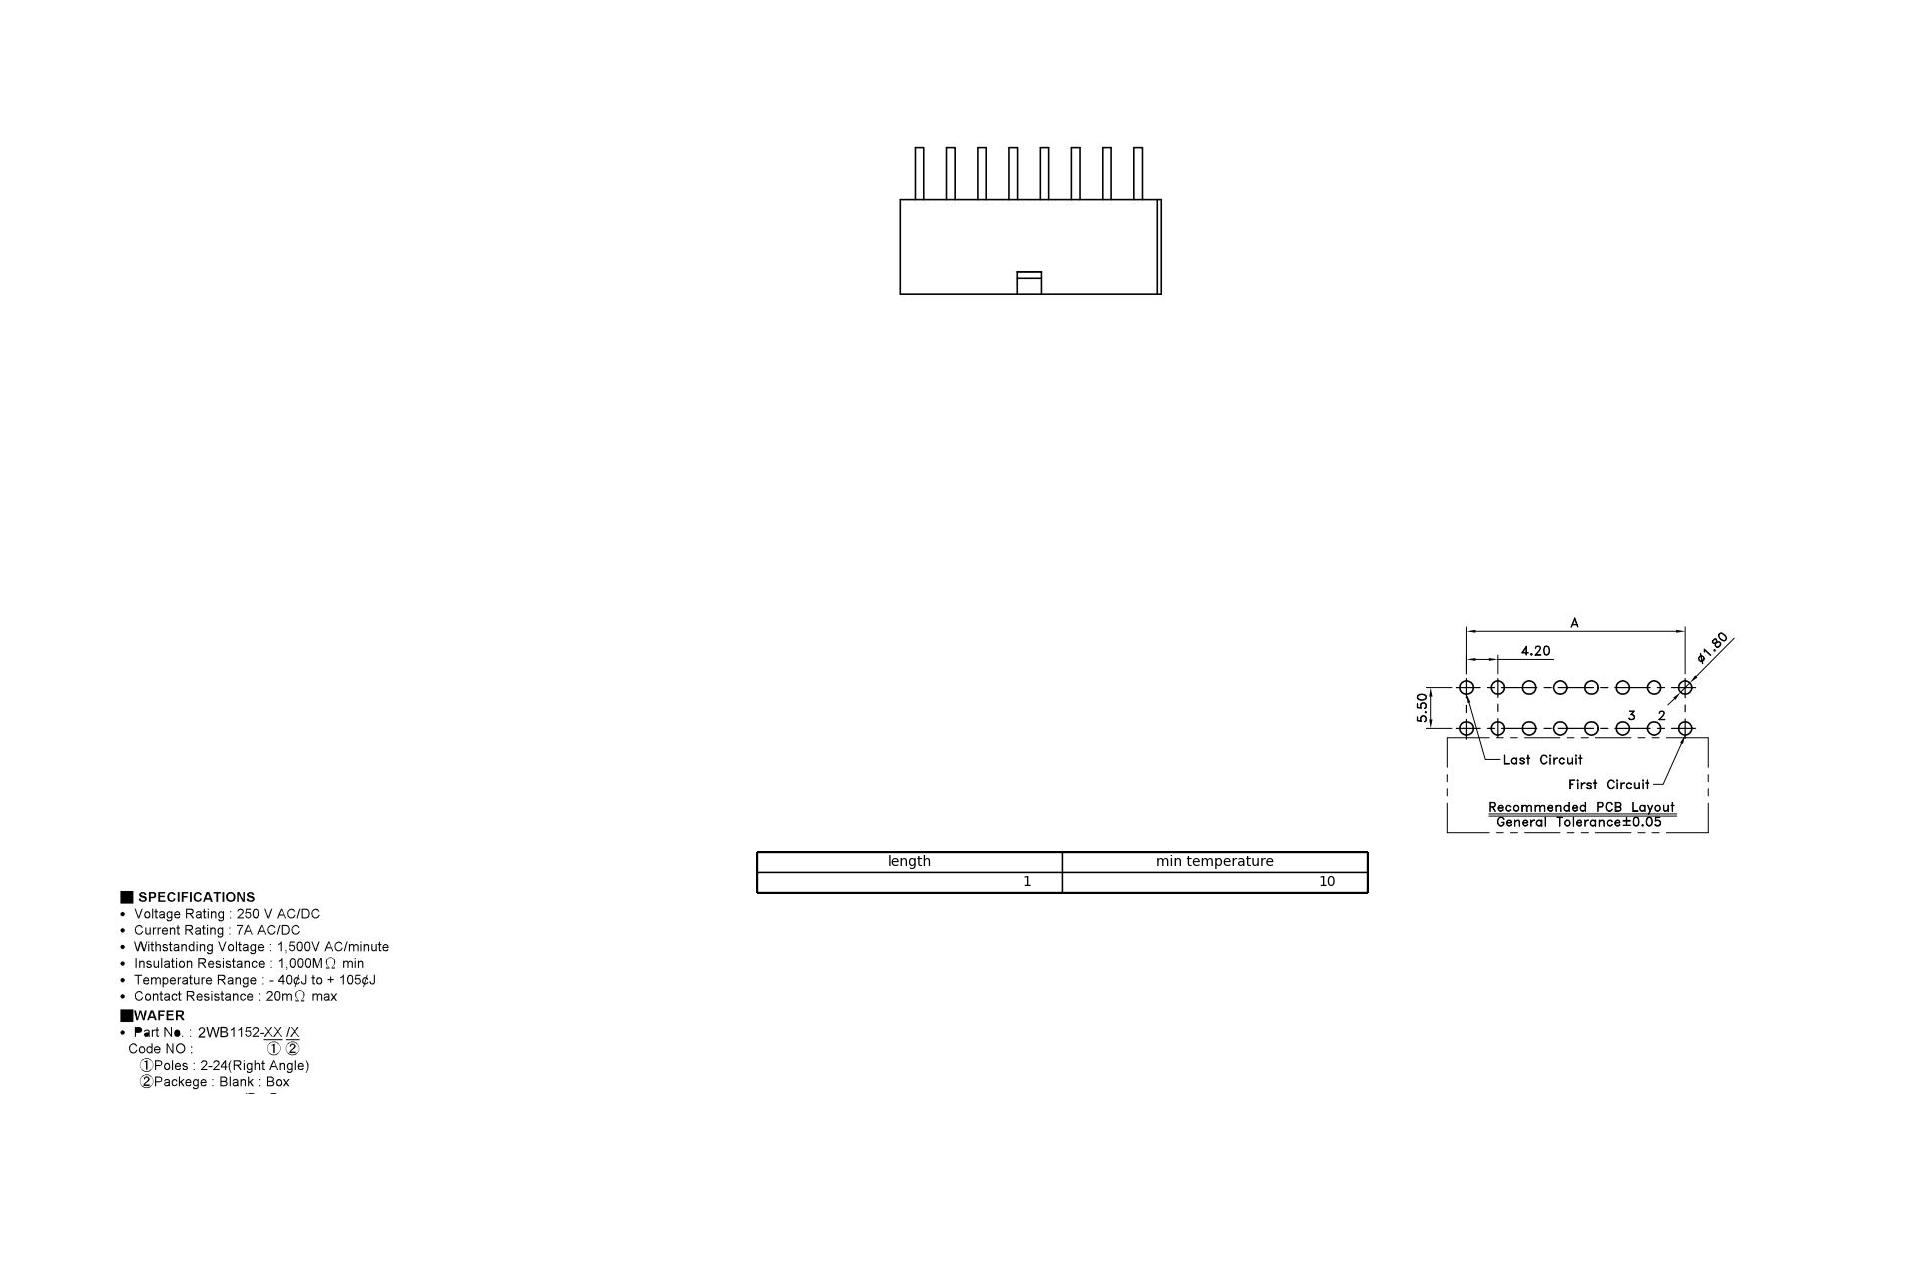 A
4.20
ø1.80
5.50
3 2
Last Circuit
First Circuit
Recommended PCB Layout
General Tolerance±0.05
length min temperature
1 10
■ SPECIFICATIONS
• Voltage Rating : 250 V AC/DC
• Current Rating : 7A AC/DC
• Withstanding Voltage : 1,500V AC/minute
• Insulation Resistance : 1,000MΩ min
• Temperature Range : - 40¢J to + 105¢J
• Contact Resistance : 20mΩ max
■WAFER
• Part No. : 2WB1152-XX /X
Code NO : ① ②
①Poles : 2-24(Right Angle)
②Packege : Blank : Box